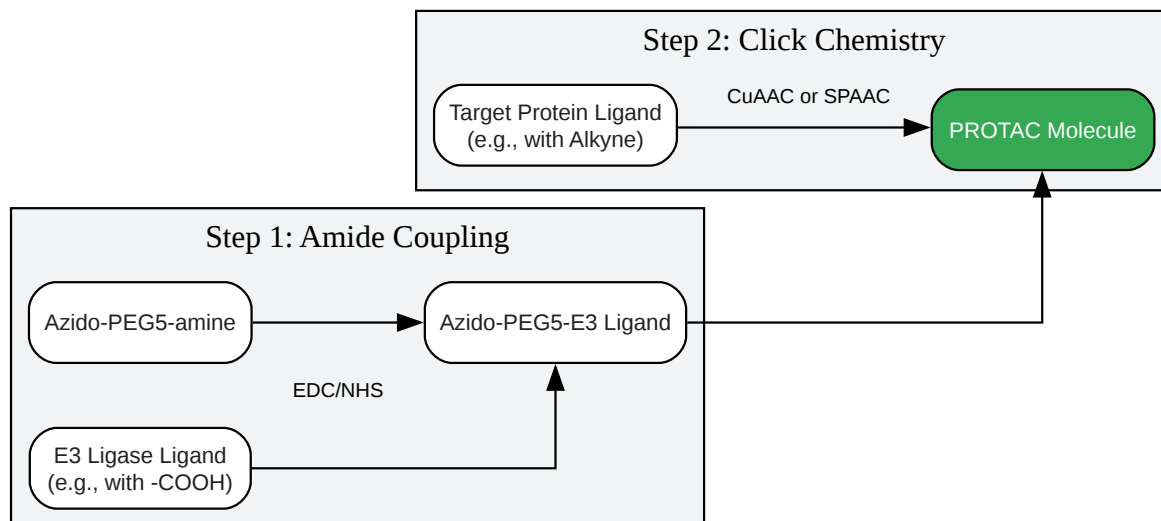 Step 2: Click Chemistry
CuAAC or SPAAC
Target Protein Ligand
(e.g., with Alkyne)
PROTAC Molecule
Step 1: Amide Coupling
Azido-PEG5-amine
Azido-PEG5-E3 Ligand
EDC/NHS
E3 Ligase Ligand
(e.g., with -COOH)